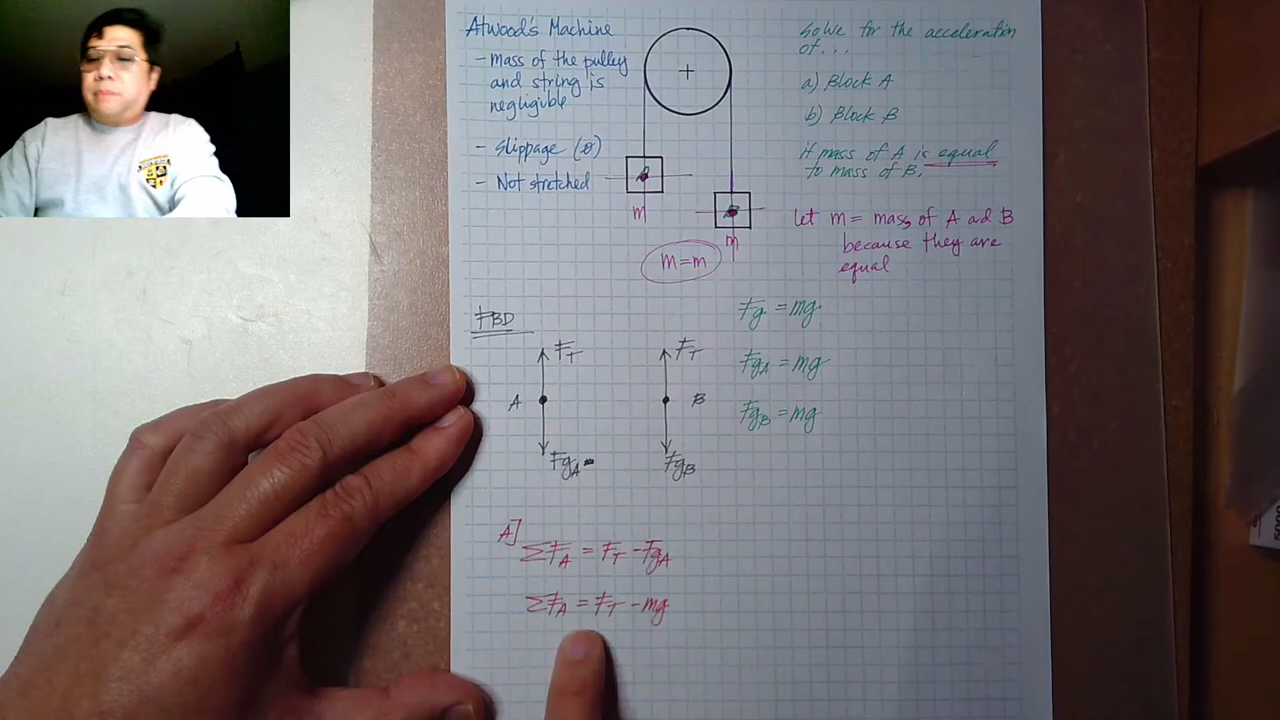 Atwood's Machine
- Mass of the pulley
and string is
negligible
- Slippage (0)
- Not stretched
m
m
m = m
Solve for the acceleration
of...
a) Block A
b) Block B
if mass of A is equal
to mass of B.
Let m = mass of A ad B
because they are
equal
FBD
FT
FT
A
B
FgA
FgB
Fg = mg
FgA = mg
FgB = mg
A]
ΣFA = FT - FgA
ΣFA = FT - mg